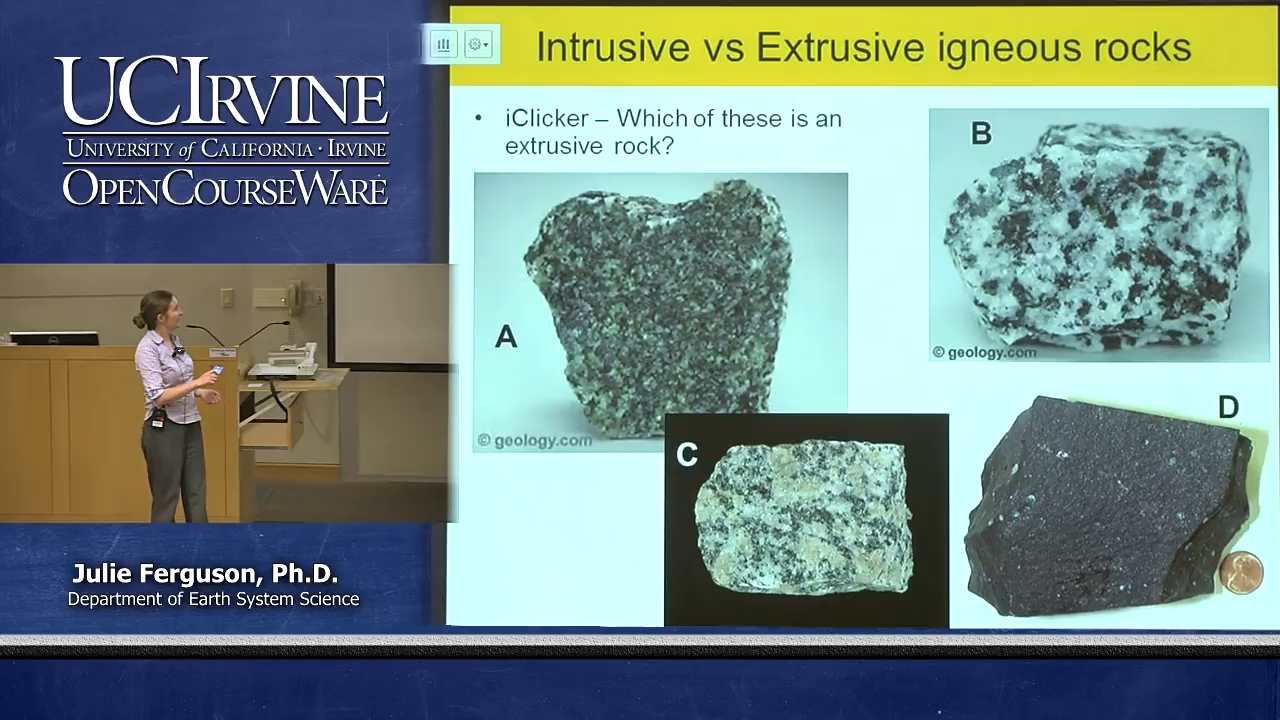 UCIRVINE
UNIVERSITY of CALIFORNIA · IRVINE
OPENCOURSEWARE
Julie Ferguson, Ph.D.
Department of Earth System Science
Intrusive vs Extrusive igneous rocks
• iClicker – Which of these is an
extrusive rock?
A
© geology.com
B
© geology.com
C
D